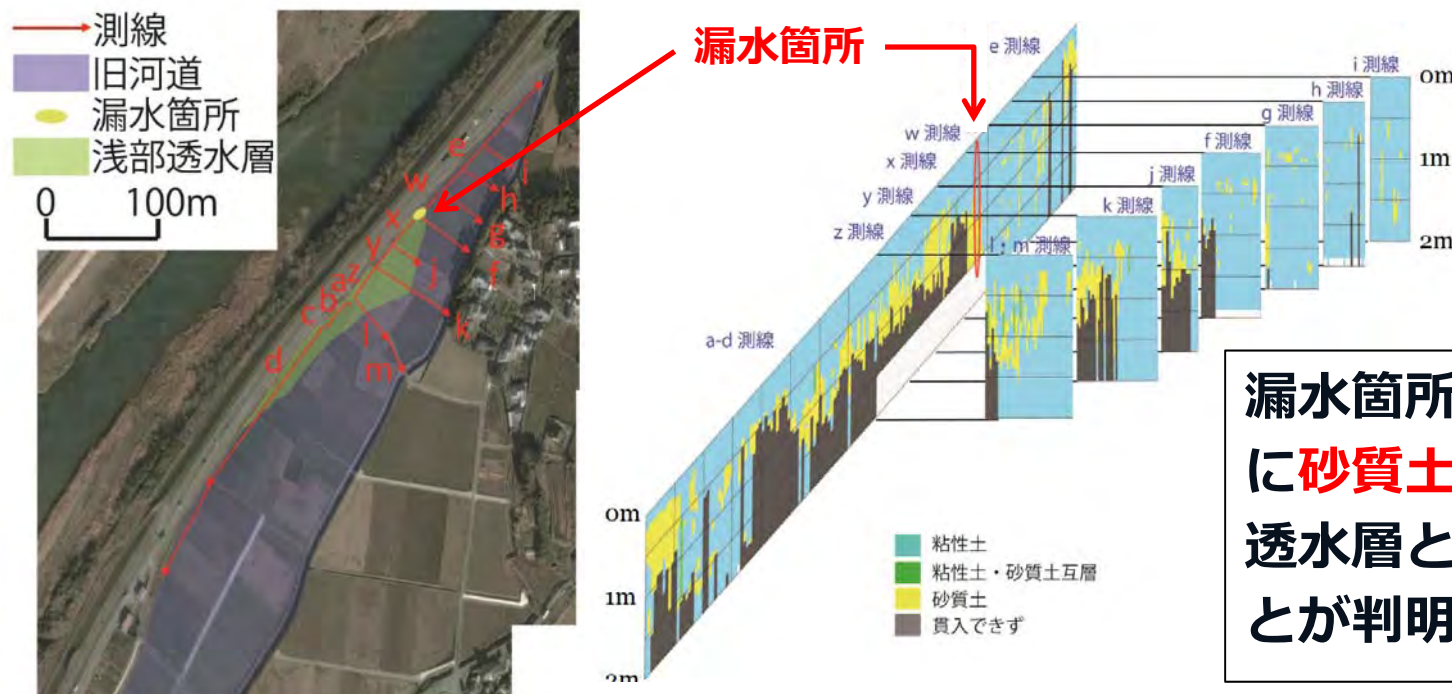 測線
旧河道
漏水箇所
浅部透水層
0 100m
漏水箇所
e
w
x
y
z
a
b
c
d
i
h
g
f
j
k
l
m
e 測線
w 測線
x 測線
y 測線
z 測線
a-d 測線
l・m 測線
k 測線
j 測線
f 測線
g 測線
h 測線
i 測線
0m
1m
2m
0m
1m
2m
粘性土
粘性土・砂質土互層
砂質土
貫入できず
漏水箇所
に砂質土
透水層と
とが判明